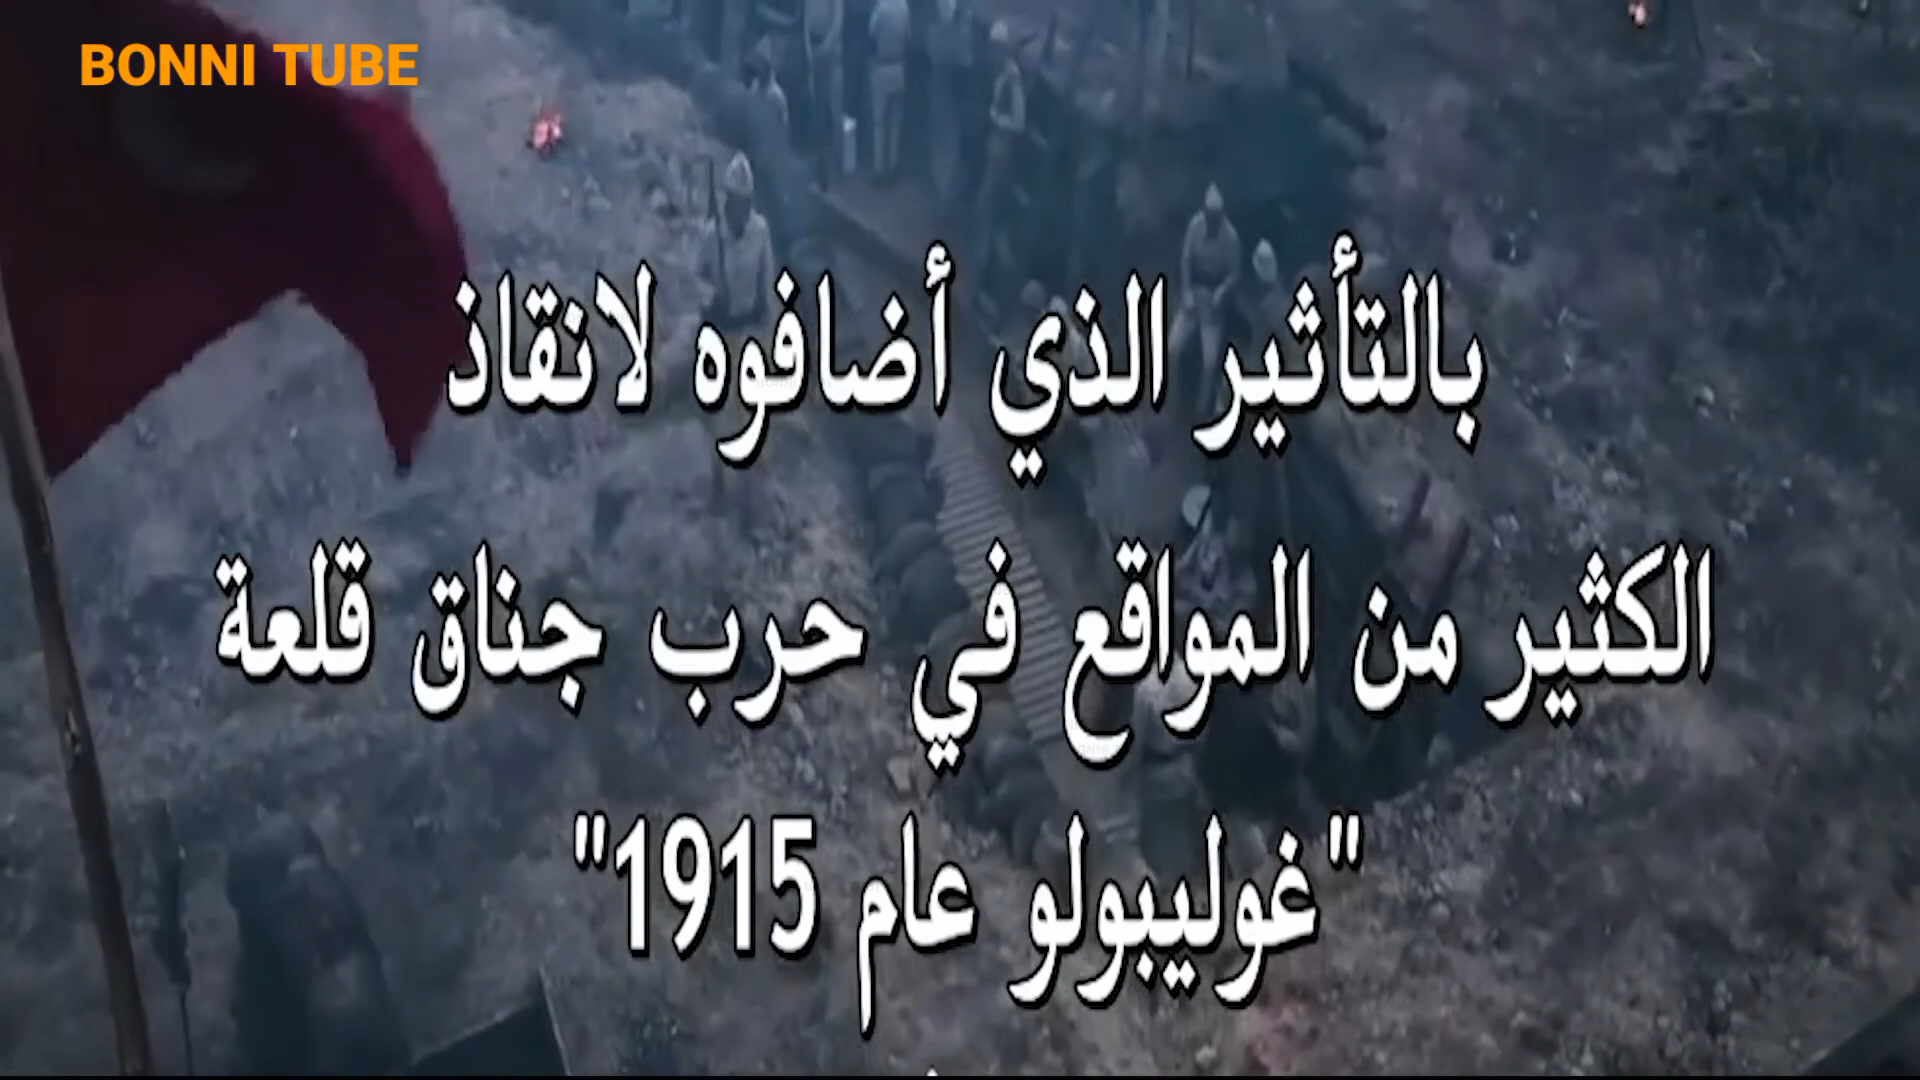 BONNI TUBE
بالتأثير الذي أضافوه لانقاذ
الكثير من المواقع في حرب جناق قلعة
"غوليبولو عام 1915"